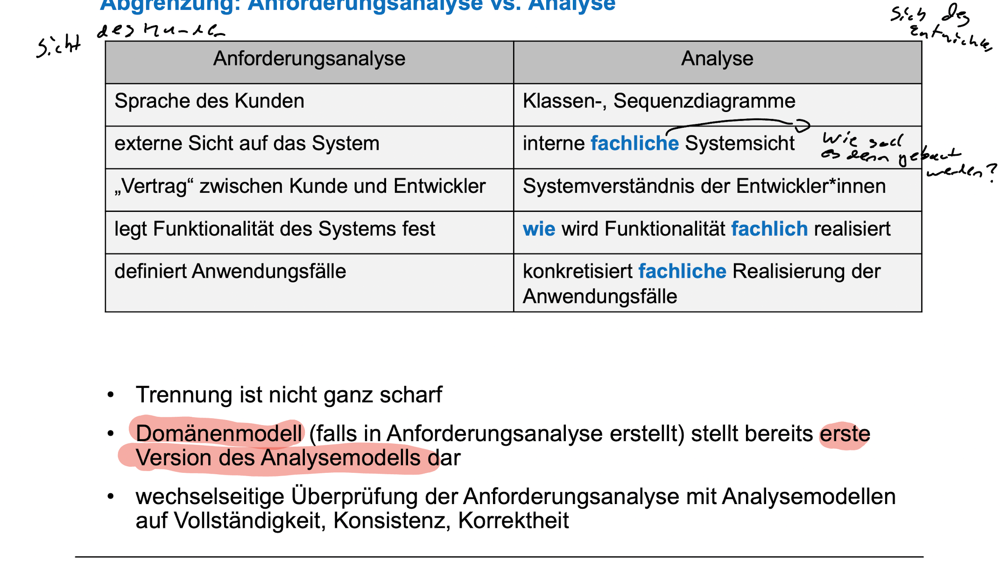 Abgrenzung: Anforderungsanalyse vs. Analyse
Sicht des
Sich des
Entwickler
Anforderungsanalyse
Analyse
Sprache des Kunden
Klassen-, Sequenzdiagramme
externe Sicht auf das System
interne fachliche Systemsicht
Wie soll
es denn gebaut
werden?
„Vertrag“ zwischen Kunde und Entwickler
Systemverständnis der Entwickler*innen
legt Funktionalität des Systems fest
wie wird Funktionalität fachlich realisiert
definiert Anwendungsfälle
konkretisiert fachliche Realisierung der
Anwendungsfälle
• Trennung ist nicht ganz scharf
• Domänenmodell (falls in Anforderungsanalyse erstellt) stellt bereits erste
Version des Analysemodells dar
• wechselseitige Überprüfung der Anforderungsanalyse mit Analysemodellen
auf Vollständigkeit, Konsistenz, Korrektheit